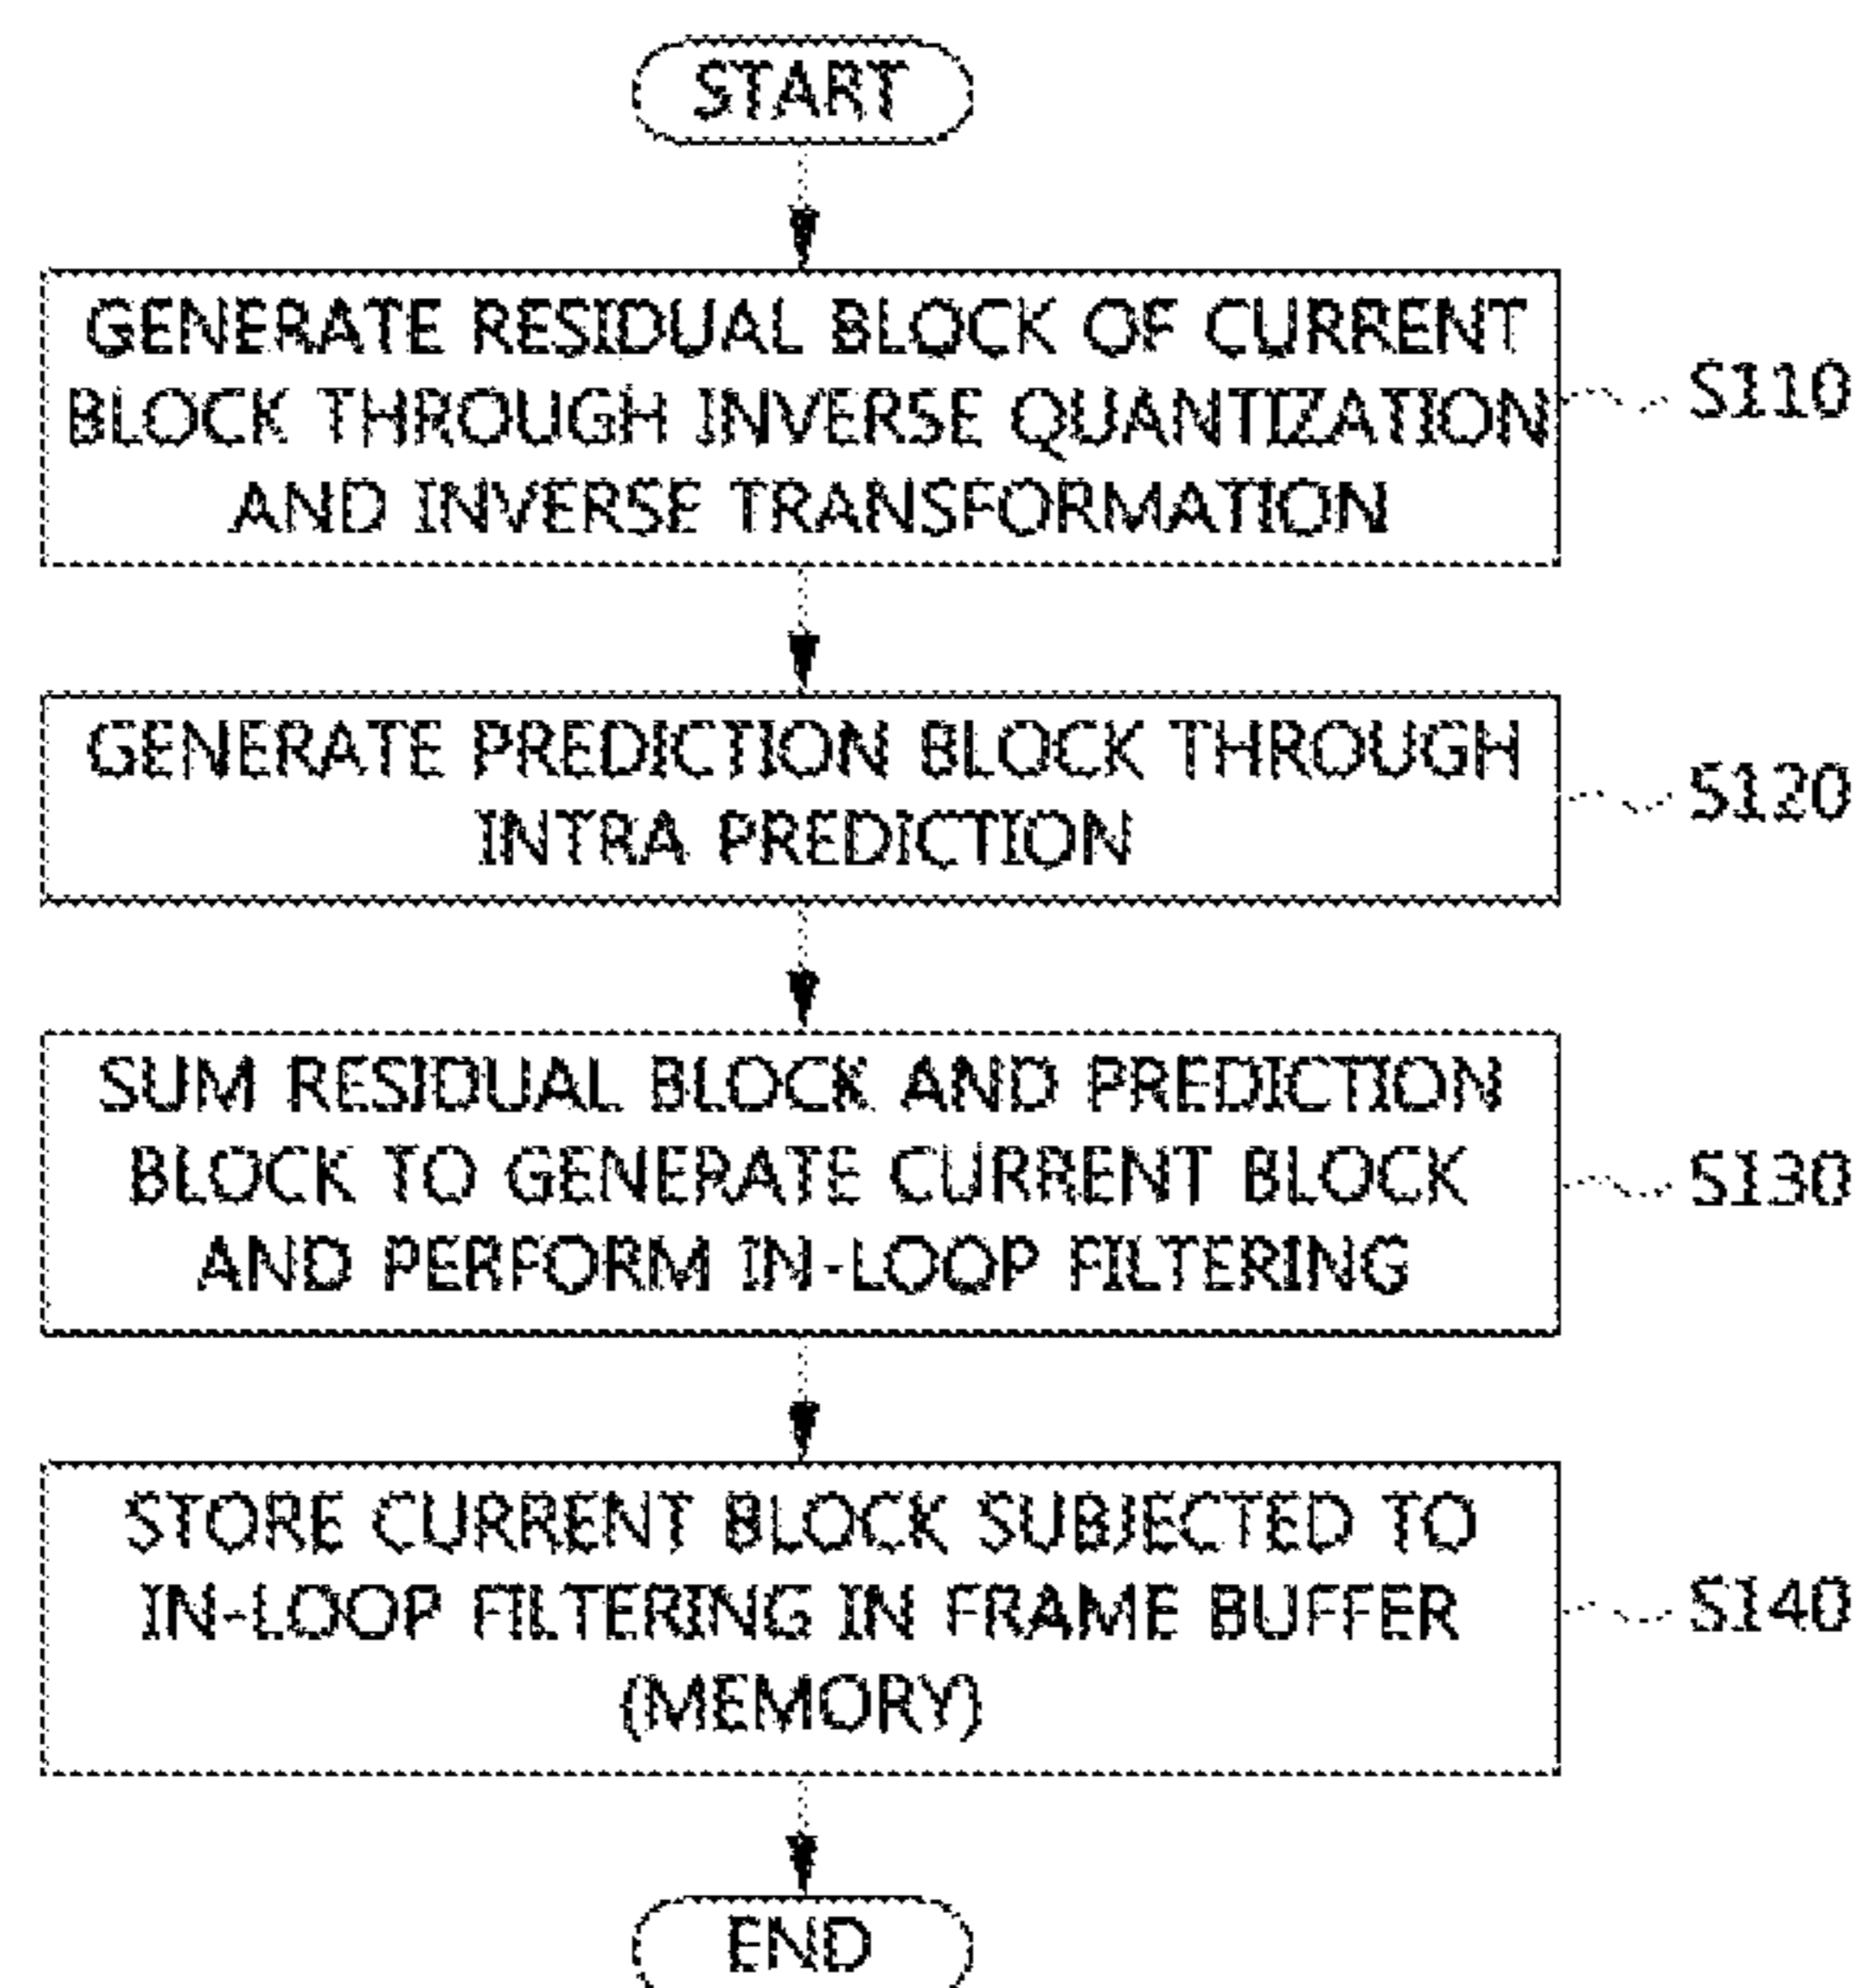 START
GENERATE RESIDUAL BLOCK OF CURRENT
BLOCK THROUGH INVERSE QUANTIZATION
AND INVERSE TRANSFORMATION
S110
GENERATE PREDICTION BLOCK THROUGH
INTRA PREDICTION
S120
SUM RESIDUAL BLOCK AND PREDICTION
BLOCK TO GENERATE CURRENT BLOCK
AND PERFORM IN-LOOP FILTERING
S130
STORE CURRENT BLOCK SUBJECTED TO
IN-LOOP FILTERING IN FRAME BUFFER
(MEMORY)
S140
END